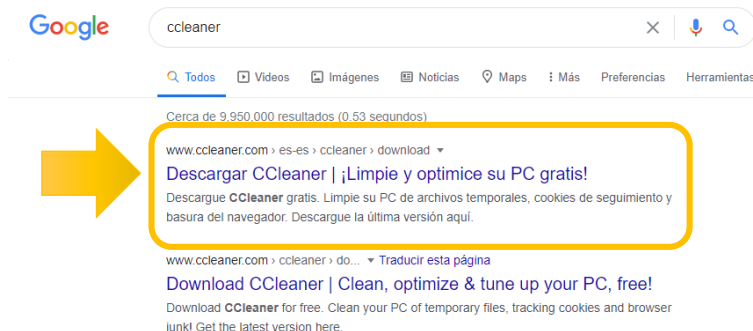 Google
ccleaner
Todos Videos Imágenes Noticias Maps Más Preferencias Herramientas
Cerca de 9,950,000 resultados (0.53 segundos)
www.ccleaner.com › es-es › ccleaner › download
Descargar CCleaner | ¡Limpie y optimice su PC gratis!
Descargue CCleaner gratis. Limpie su PC de archivos temporales, cookies de seguimiento y
basura del navegador. Descargue la última versión aquí.
www.ccleaner.com › ccleaner › do... Traducir esta página
Download CCleaner | Clean, optimize & tune up your PC, free!
Download CCleaner for free. Clean your PC of temporary files, tracking cookies and browser
junk! Get the latest version here.